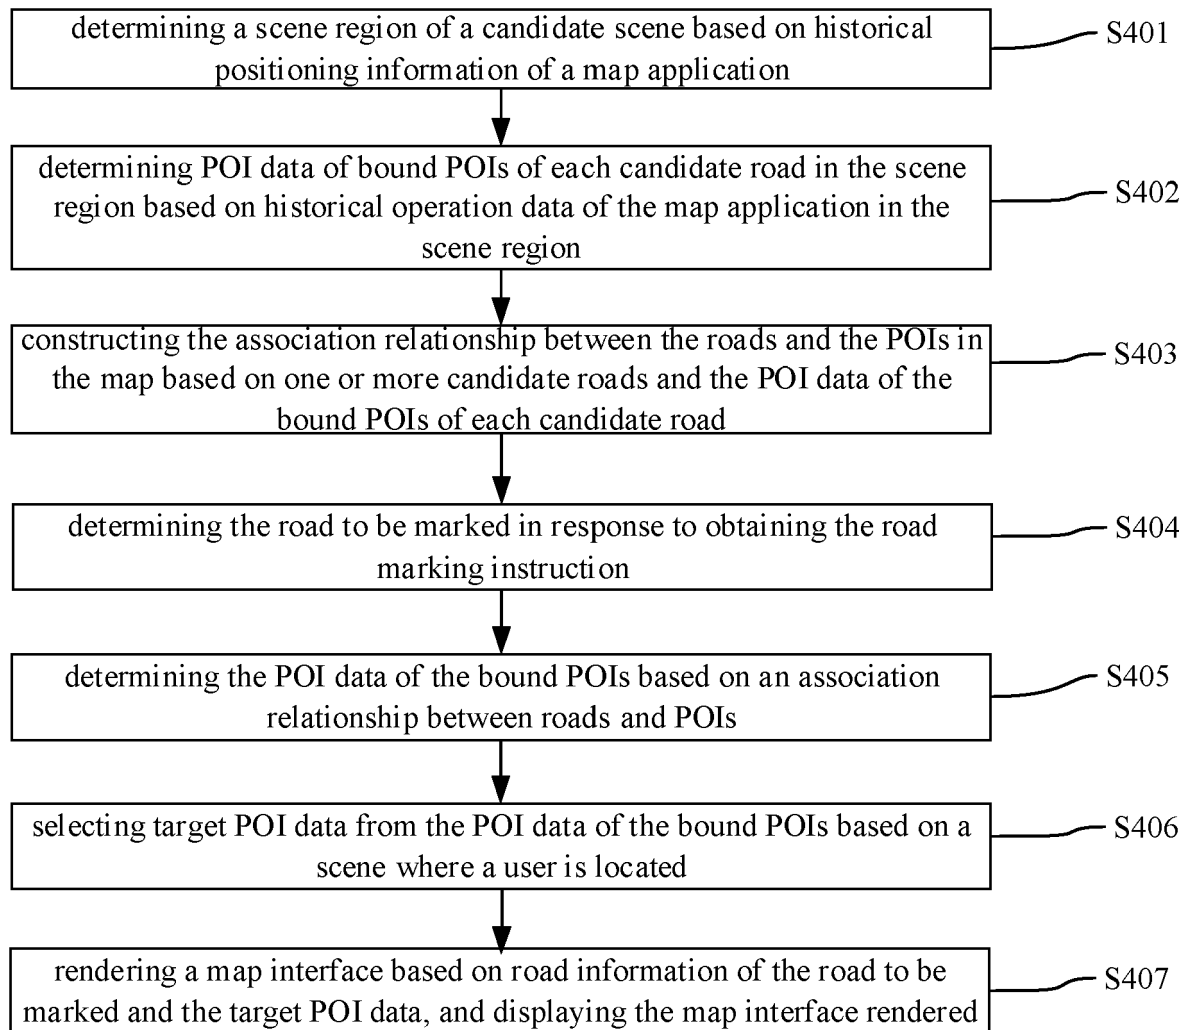 determining a scene region of a candidate scene based on historical
positioning information of a map application
S401
determining POI data of bound POIs of each candidate road in the scene
region based on historical operation data of the map application in the
scene region
S402
constructing the association relationship between the roads and the POIs in
the map based on one or more candidate roads and the POI data of the
bound POIs of each candidate road
S403
determining the road to be marked in response to obtaining the road
marking instruction
S404
determining the POI data of the bound POIs based on an association
relationship between roads and POIs
S405
selecting target POI data from the POI data of the bound POIs based on a
scene where a user is located
S406
rendering a map interface based on road information of the road to be
marked and the target POI data, and displaying the map interface rendered
S407